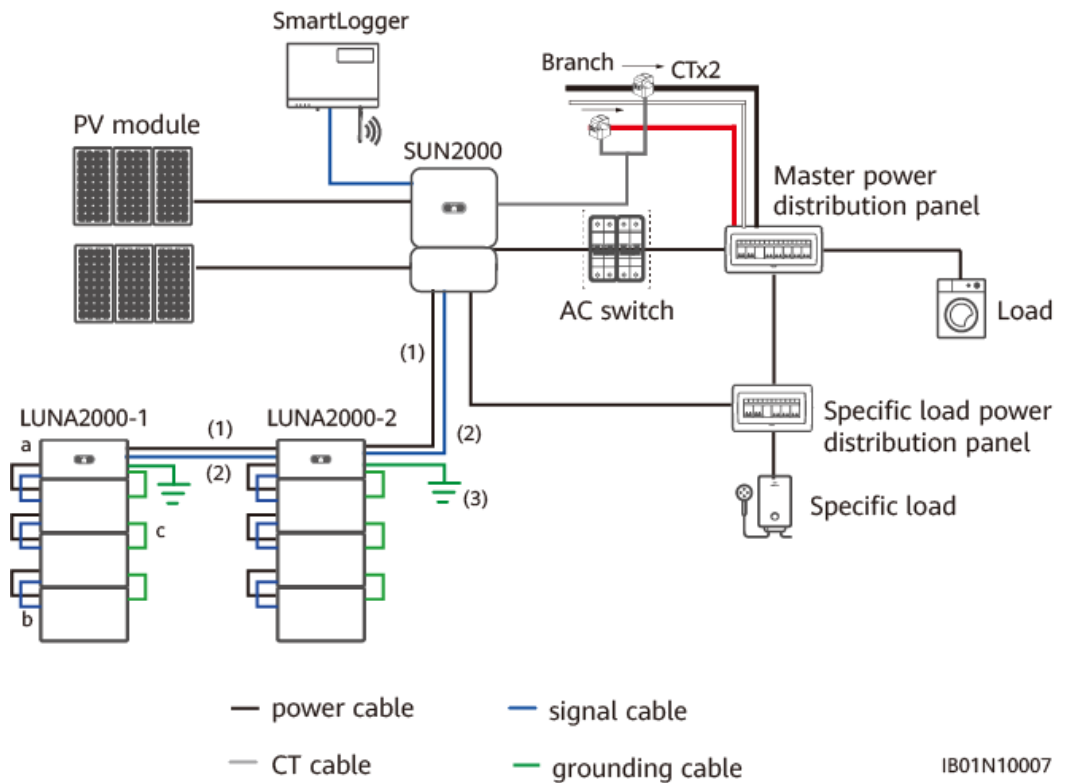 SmartLogger
Branch
CTx2
PV module
SUN2000
Master power
distribution panel
AC switch
Load
(1)
LUNA2000-1
(1)
LUNA2000-2
(2)
Specific load power
distribution panel
a
(2)
(3)
c
Specific load
b
power cable
signal cable
CT cable
grounding cable
IB01N10007